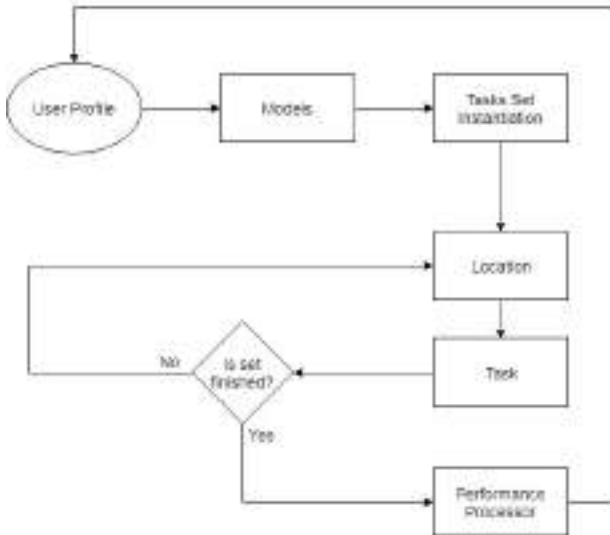 User Profile
Models
Tasks Set
Instantiation
Location
No
Is set
finished?
Task
Yes
Performance
Processor